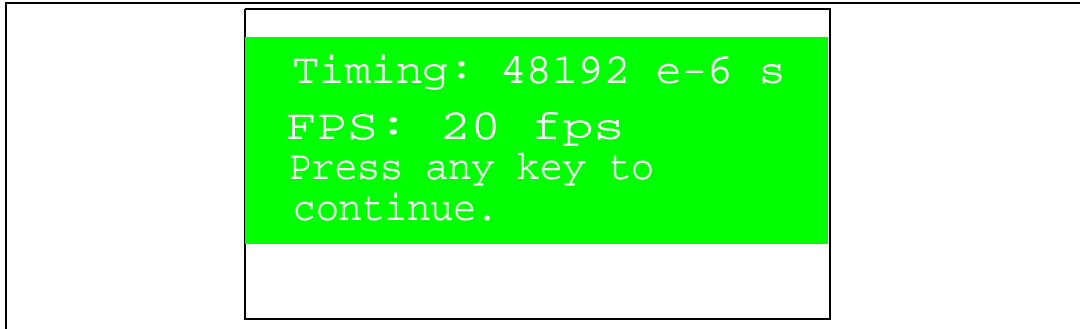 Timing: 48192 e-6 s
FPS: 20 fps
Press any key to
continue.